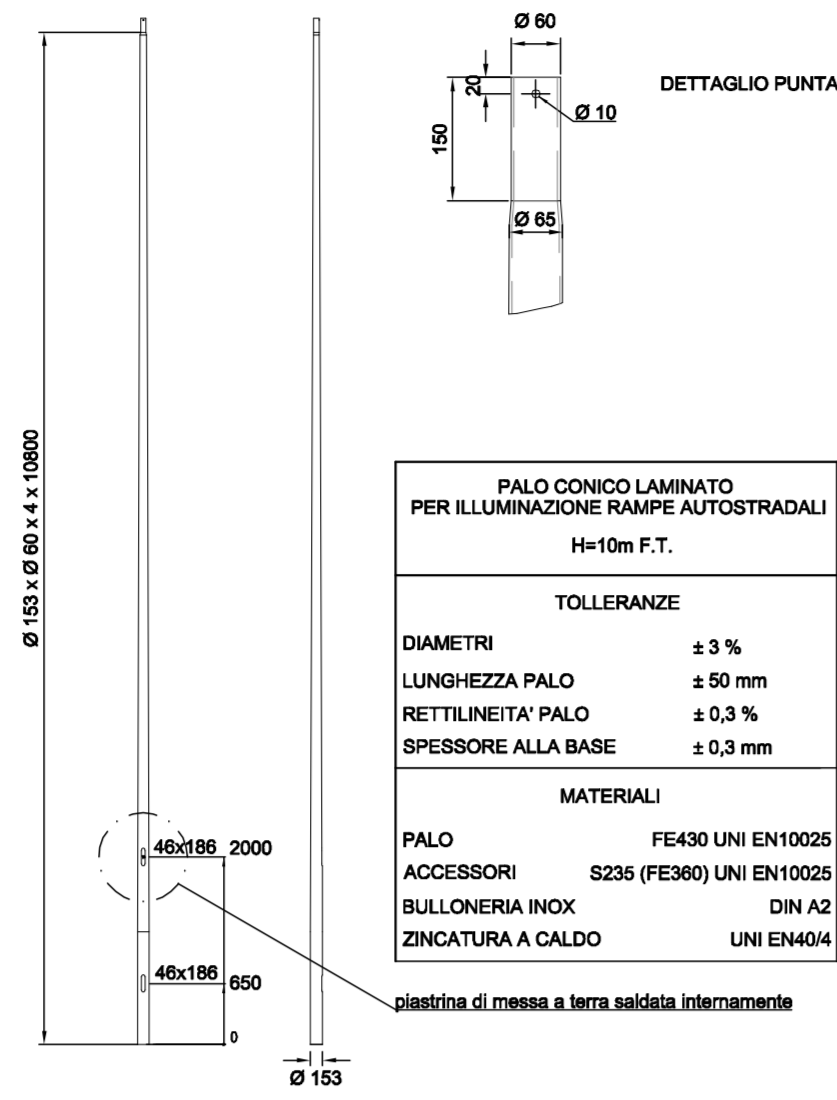 Ø 60
DETTAGLIO PUNTA
20
Ø 10
150
Ø 65
Ø 153 x Ø 60 x 4 x 10800
PALO CONICO LAMINATO
PER ILLUMINAZIONE RAMPE AUTOSTRADALI
H=10m F.T.
TOLLERANZE
DIAMETRI ± 3 %
LUNGHEZZA PALO ± 50 mm
RETTILINEITA' PALO ± 0,3 %
SPESSORE ALLA BASE ± 0,3 mm
MATERIALI
PALO FE430 UNI EN10025
ACCESSORI S235 (FE360) UNI EN10025
BULLONERIA INOX DIN A2
ZINCATURA A CALDO UNI EN40/4
46x186 2000
46x186 650
0
piastrina di messa a terra saldata internamente
Ø 153